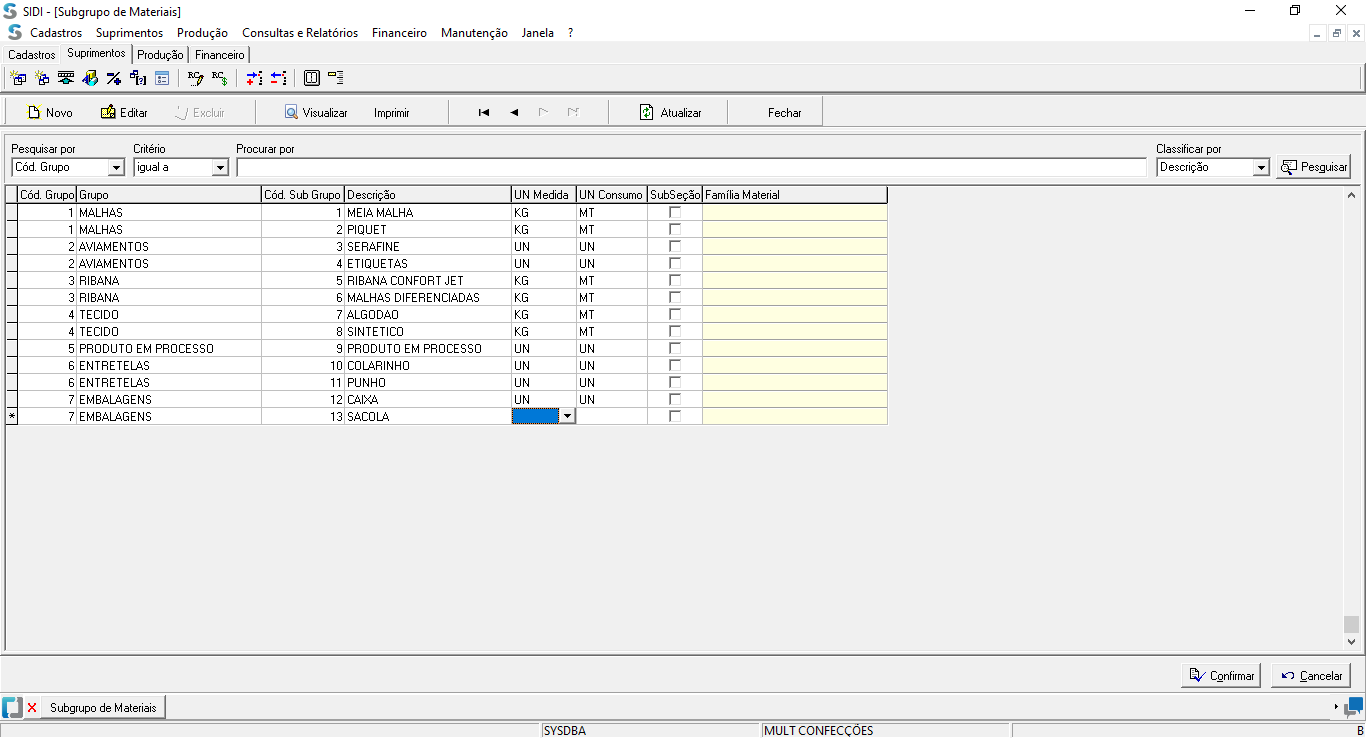 SIDI - [Subgrupo de Materiais]
Cadastros Suprimentos Produção Consultas e Relatórios Financeiro Manutenção Janela ?
Cadastros Suprimentos Produção Financeiro
Novo Editar Excluir Visualizar Imprimir Atualizar Fechar
Pesquisar por Critério Procurar por Classificar por
Cód. Grupo igual a Descrição Pesquisar
Cód. Grupo Grupo Cód. Sub Grupo Descrição UN Medida UN Consumo SubSeção Família Material
1 MALHAS 1 MEIA MALHA KG MT
1 MALHAS 2 PIQUET KG MT
2 AVIAMENTOS 3 SERAFINE UN UN
2 AVIAMENTOS 4 ETIQUETAS UN UN
3 RIBANA 5 RIBANA CONFORT JET KG MT
3 RIBANA 6 MALHAS DIFERENCIADAS KG MT
4 TECIDO 7 ALGODAO KG MT
4 TECIDO 8 SINTETICO KG MT
5 PRODUTO EM PROCESSO 9 PRODUTO EM PROCESSO UN UN
6 ENTRETELAS 10 COLARINHO UN UN
6 ENTRETELAS 11 PUNHO UN UN
7 EMBALAGENS 12 CAIXA UN UN
* 7 EMBALAGENS 13 SACOLA
Confirmar Cancelar
Subgrupo de Materiais
SYSDBA MULT CONFECÇÕES B